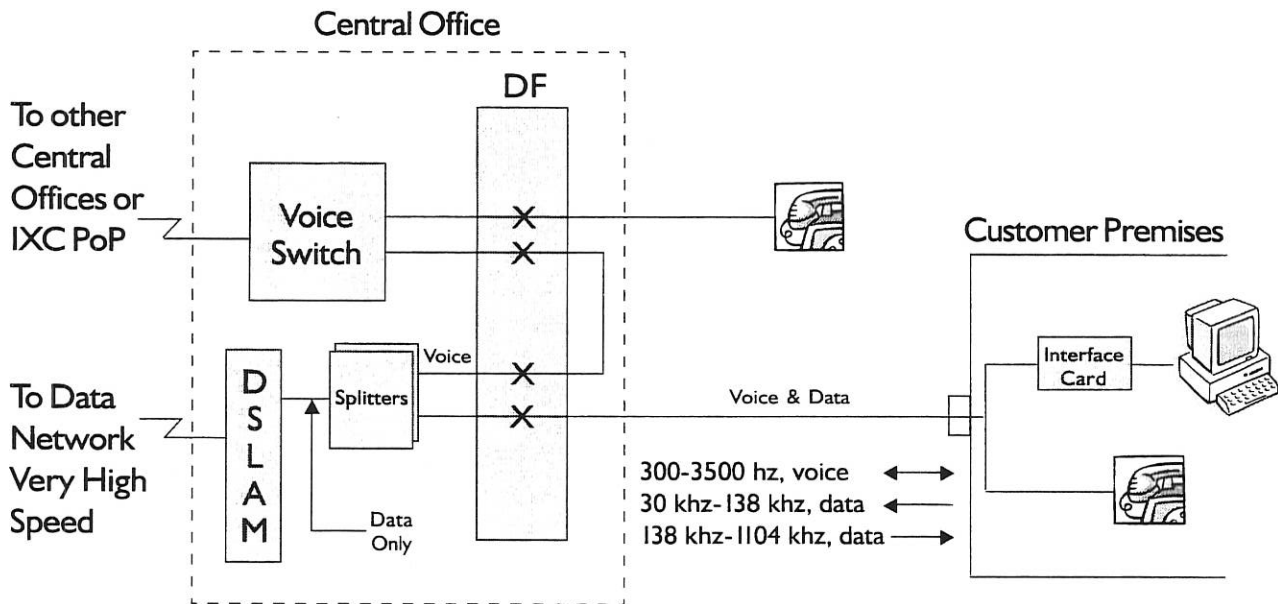 Central Office
DF
To other
Central
Offices or
IXC PoP
Voice
Switch
Customer Premises
Interface
Card
To Data
Network
Very High
Speed
D
S
L
A
M
Splitters
Voice
Data
Only
Voice & Data
300-3500 hz, voice
30 khz-138 khz, data
138 khz-1104 khz, data